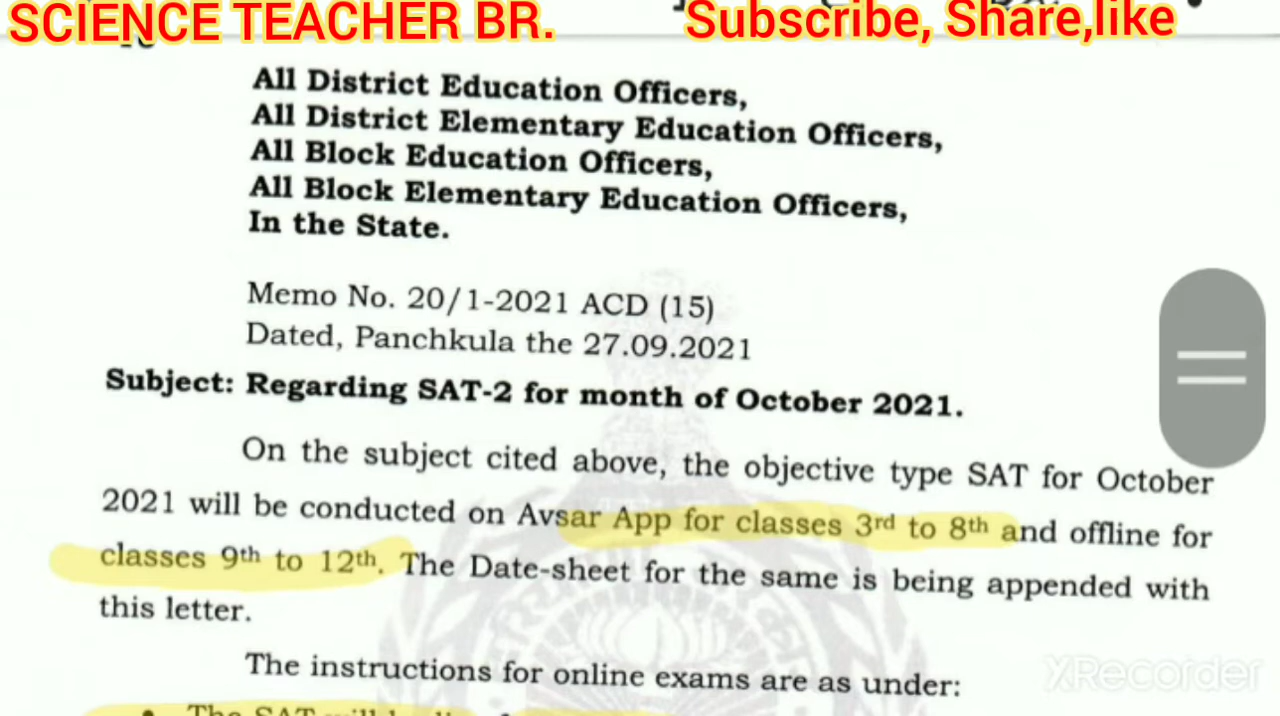 SCIENCE TEACHER BR.
Subscribe, Share,like
All District Education Officers,
All District Elementary Education Officers,
All Block Education Officers,
All Block Elementary Education Officers,
In the State.
Memo No. 20/1-2021 ACD (15)
Dated, Panchkula the 27.09.2021
Subject: Regarding SAT-2 for month of October 2021.
On the subject cited above, the objective type SAT for October
2021 will be conducted on Avsar App for classes 3rd to 8th and offline for
classes 9th to 12th. The Date-sheet for the same is being appended with
this letter.
The instructions for online exams are as under:
• The SAT will
XRecorder